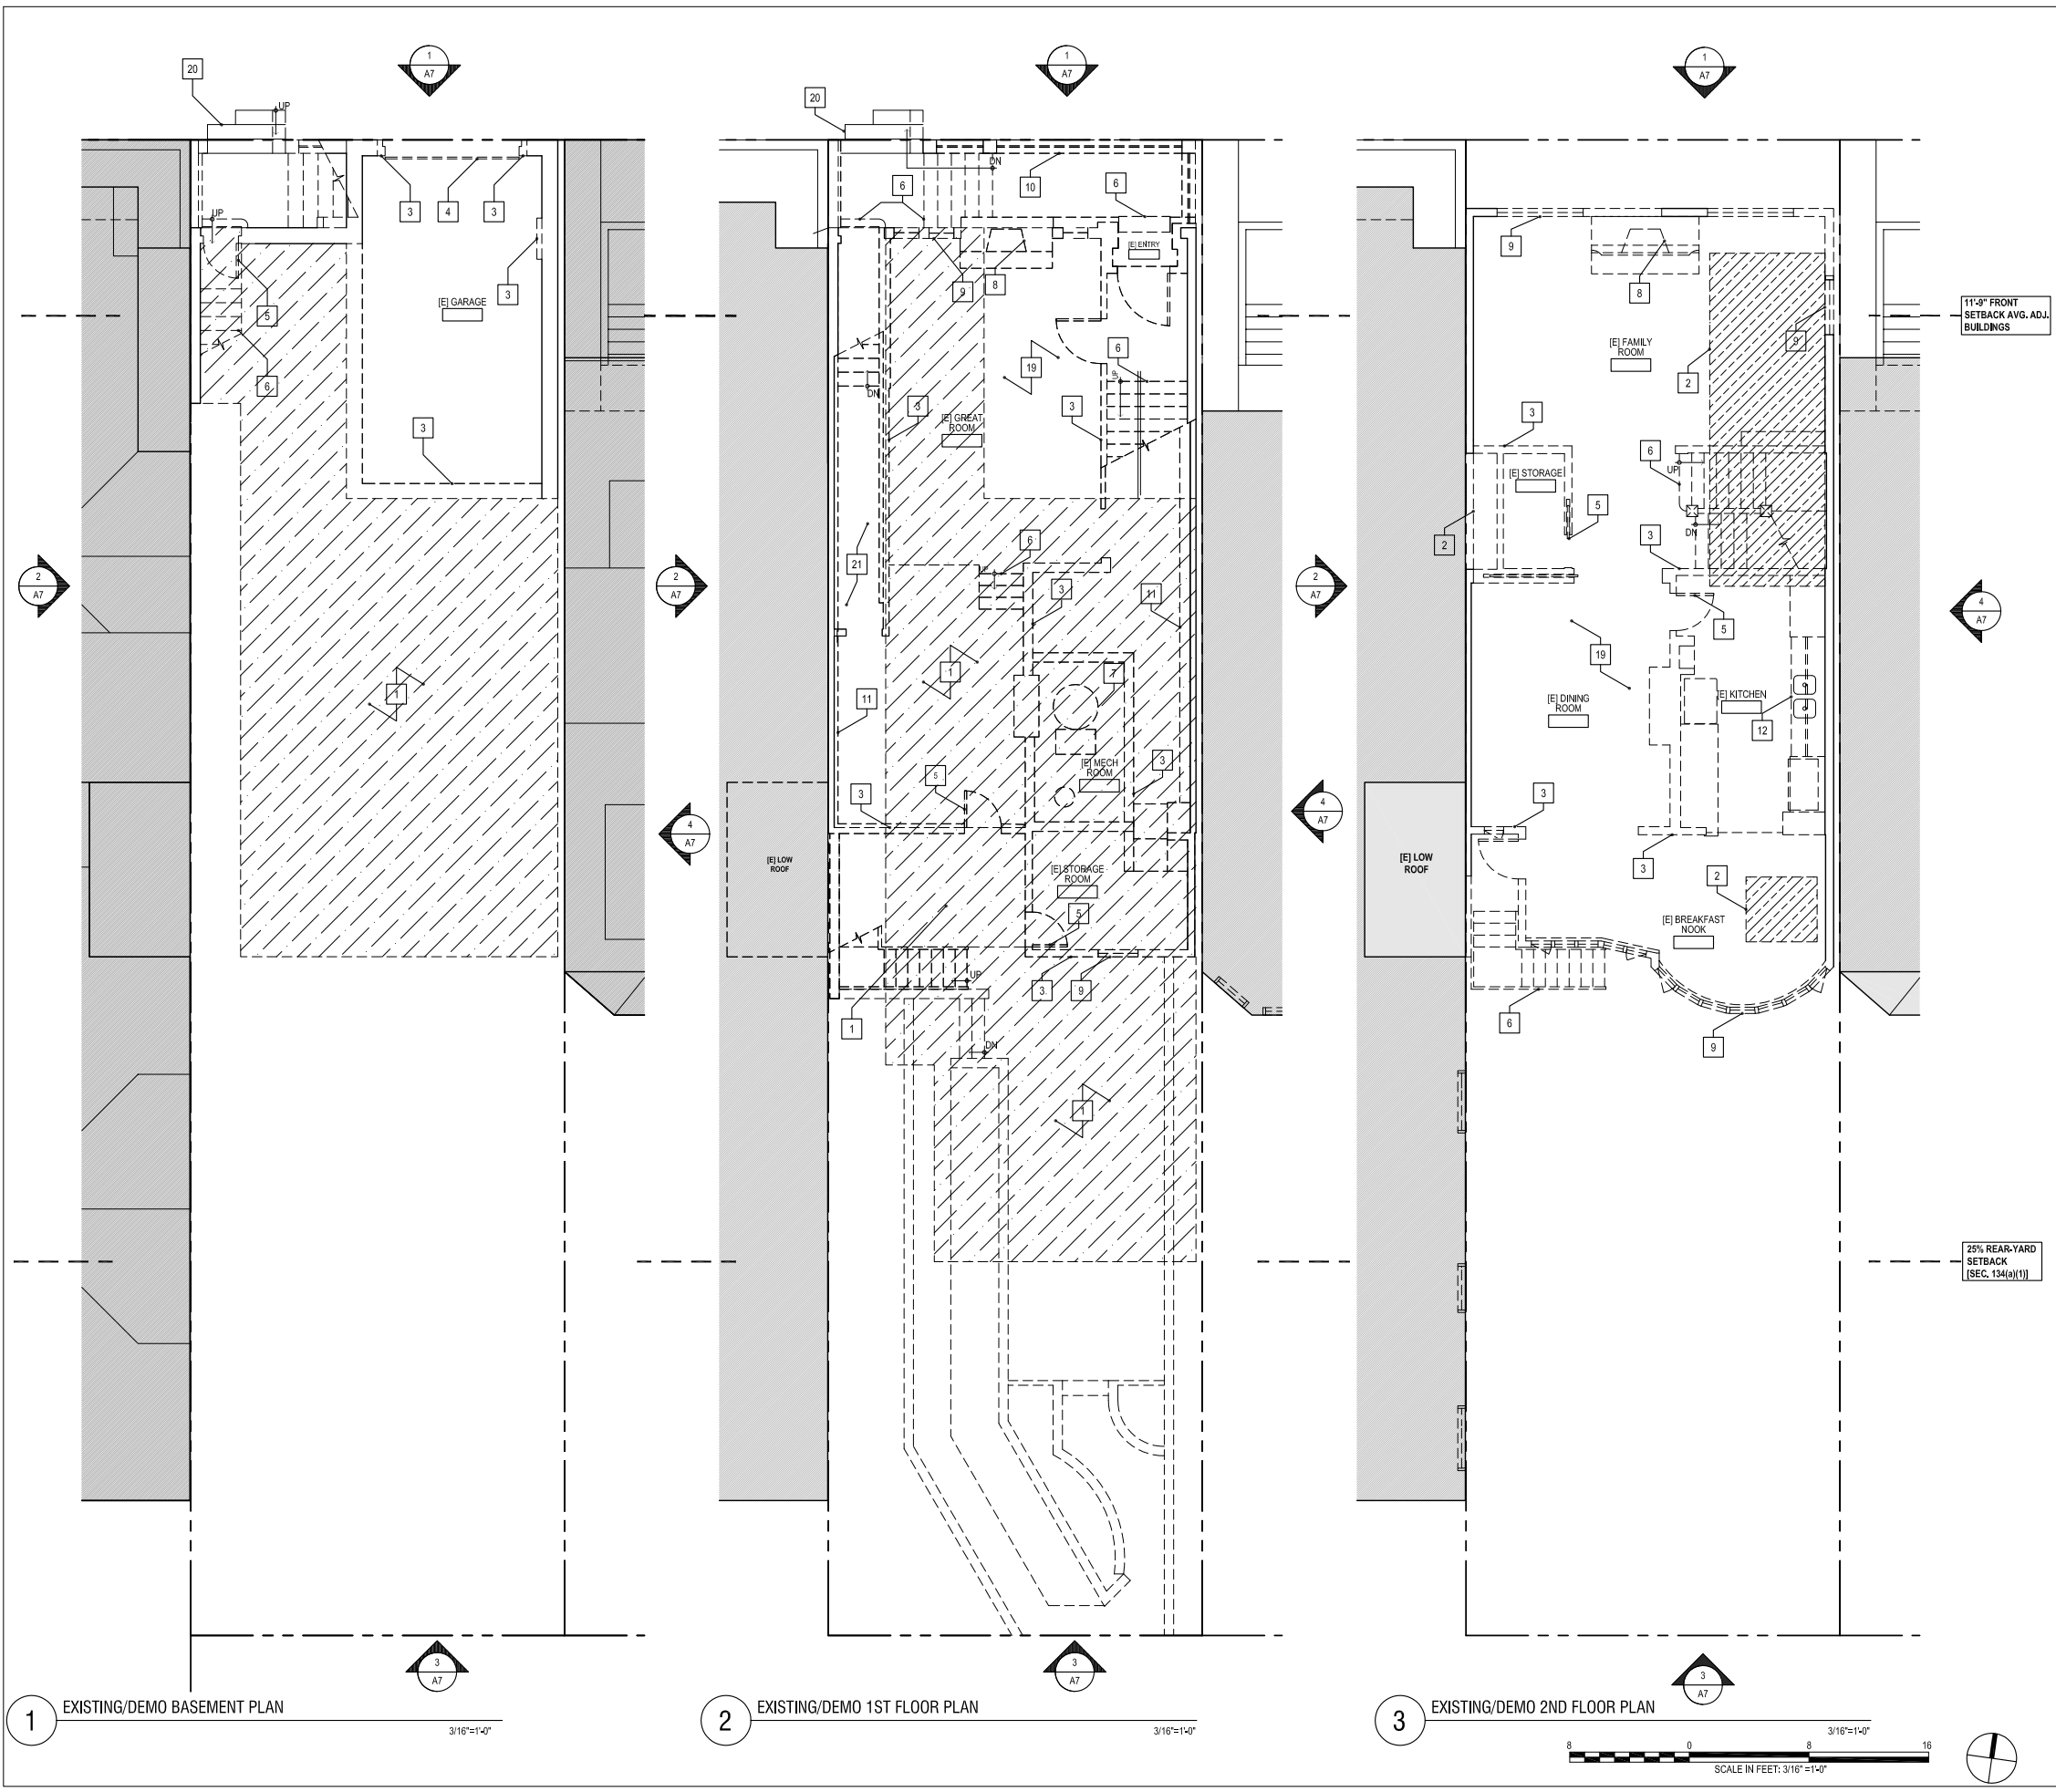 1
A7
1
A7
1
A7
20
UP
20
DN
UP
3
4
3
6
10
6
9
[E] ENTRY
8
3
[E] GARAGE
5
9
8
11'-9" FRONT
SETBACK AVG. ADJ.
BUILDINGS
[E] FAMILY
ROOM
9
6
6
19
UP
2
DN
3
[E] GREAT
ROOM
3
3
3
6
UP
[E] STORAGE
5
DN
2
3
6
21
UP
3
11
5
2
A7
2
A7
2
A7
4
A7
1
1
7
19
11
[E] DINING
ROOM
[E] KITCHEN
12
[E] MECH
ROOM
3
5
3
3
4
A7
4
A7
[E] LOW
ROOF
[E] LOW
ROOF
[E] STORAGE
ROOM
5
3
2
[E] BREAKFAST
NOOK
UP
3
9
1
6
9
DN
1
25% REAR-YARD
SETBACK
[SEC. 134(a)(1)]
3
A7
3
A7
3
A7
1
EXISTING/DEMO BASEMENT PLAN
3/16"=1'-0"
2
EXISTING/DEMO 1ST FLOOR PLAN
3/16"=1'-0"
3
EXISTING/DEMO 2ND FLOOR PLAN
3/16"=1'-0"
8
0
8
16
SCALE IN FEET: 3/16" =1'-0"